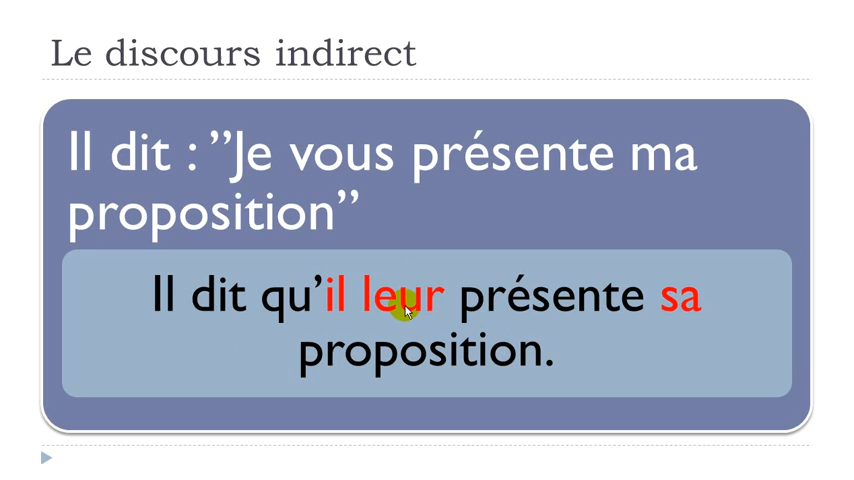 Le discours indirect
Il dit : ”Je vous présente ma
proposition”
Il dit qu’il leur présente sa
proposition.